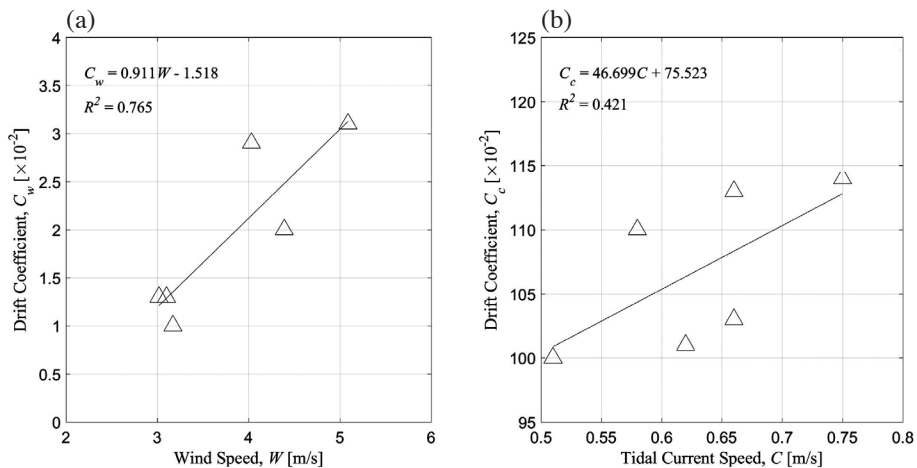 (a)
4
3.5
3
2.5
2
1.5
1
0.5
0
C_w = 0.911W - 1.518
R^2 = 0.765
Drift Coefficient, C_w [×10^-2]
2 3 4 5 6
Wind Speed, W [m/s]
(b)
125
120
115
110
105
100
95
C_c = 46.699C + 75.523
R^2 = 0.421
Drift Coefficient, C_c [×10^-2]
0.5 0.55 0.6 0.65 0.7 0.75 0.8
Tidal Current Speed, C [m/s]